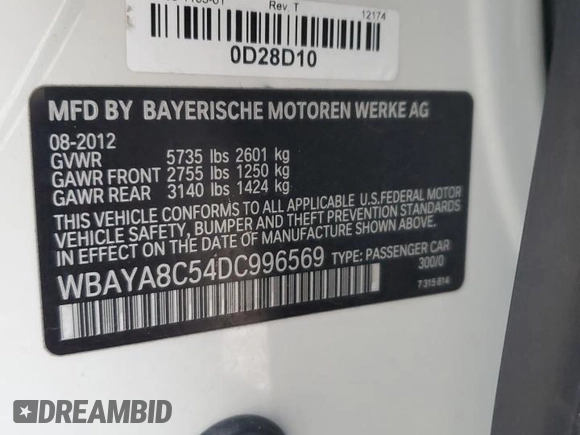 Rev. T
12174
0D28D10
MFD BY BAYERISCHE MOTOREN WERKE AG
08-2012
GVWR 5735 lbs 2601 kg
GAWR FRONT 2755 lbs 1250 kg
GAWR REAR 3140 lbs 1424 kg
THIS VEHICLE CONFORMS TO ALL APPLICABLE U.S.FEDERAL MOTOR
VEHICLE SAFETY, BUMPER AND THEFT PREVENTION STANDARDS
IN EFFECT ON THE DATE OF MANUFACTURE SHOWN ABOVE.
WBAYA8C54DC996569 TYPE: PASSENGER CAR
300/0
7 315 614
DREAMBID